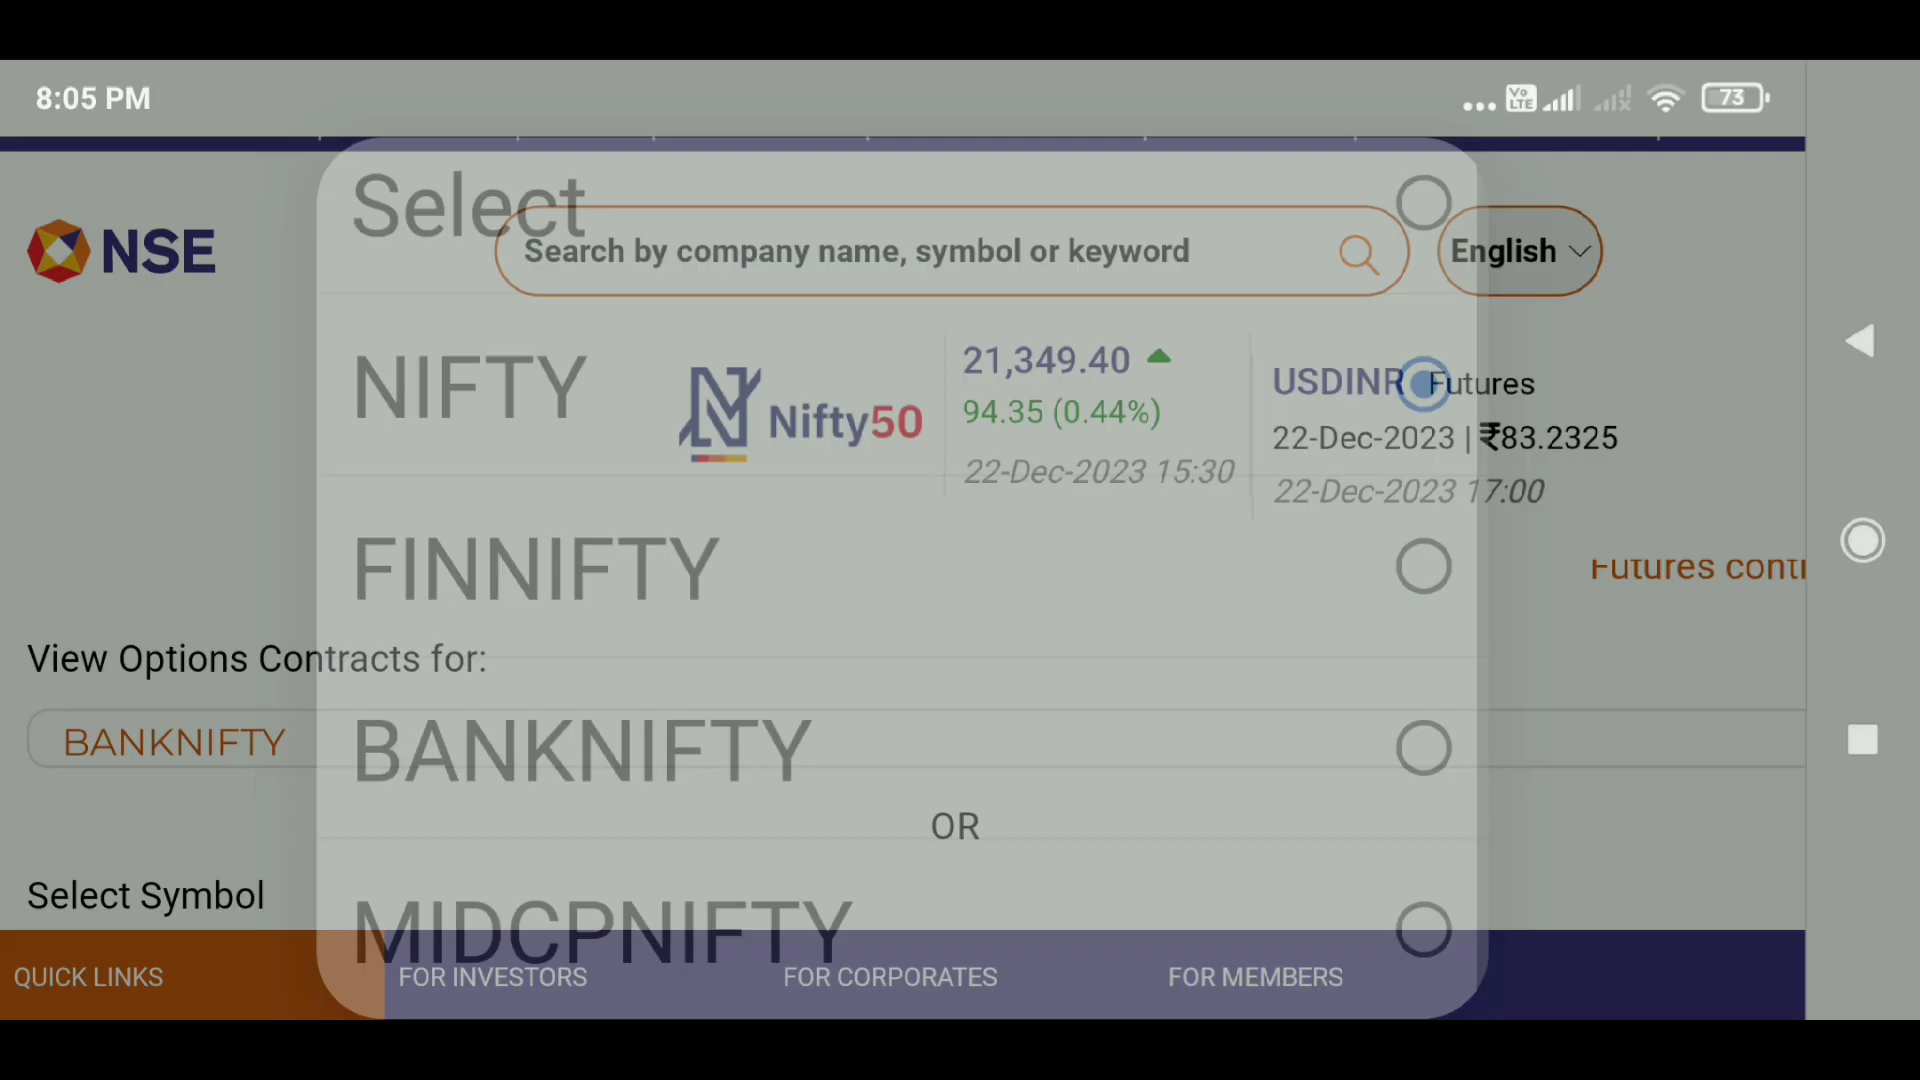 8:05 PM
Vo LTE
73
Select
NSE
Search by company name, symbol or keyword
English
NIFTY
Nifty50
21,349.40
94.35 (0.44%)
22-Dec-2023 15:30
USDINR Futures
22-Dec-2023 | ₹83.2325
22-Dec-2023 17:00
FINNIFTY
Futures contr
View Options Contracts for:
BANKNIFTY
BANKNIFTY
OR
Select Symbol
MIDCPNIFTY
QUICK LINKS
FOR INVESTORS
FOR CORPORATES
FOR MEMBERS